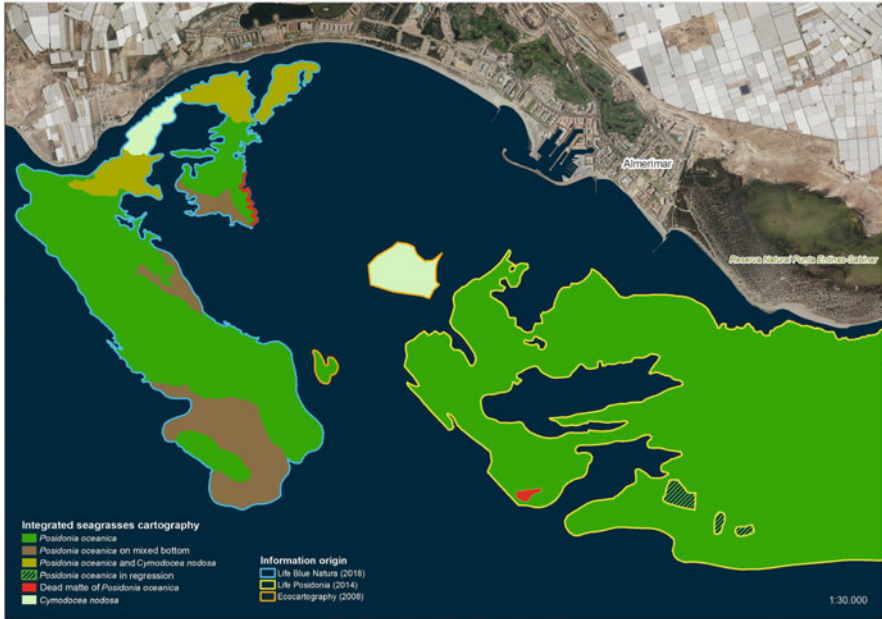 Almerimar
Reserva Natural Punta Entinas-Sabinar
Integrated seagrasses cartography
Posidonia oceanica
Posidonia oceanica on mixed bottom
Posidonia oceanica and Cymodocea nodosa
Posidonia oceanica in regression
Dead matte of Posidonia oceanica
Cymodocea nodosa
Information origin
Life Blue Natura (2018)
Life Posidonia (2014)
Ecocartography (2008)
1:30.000